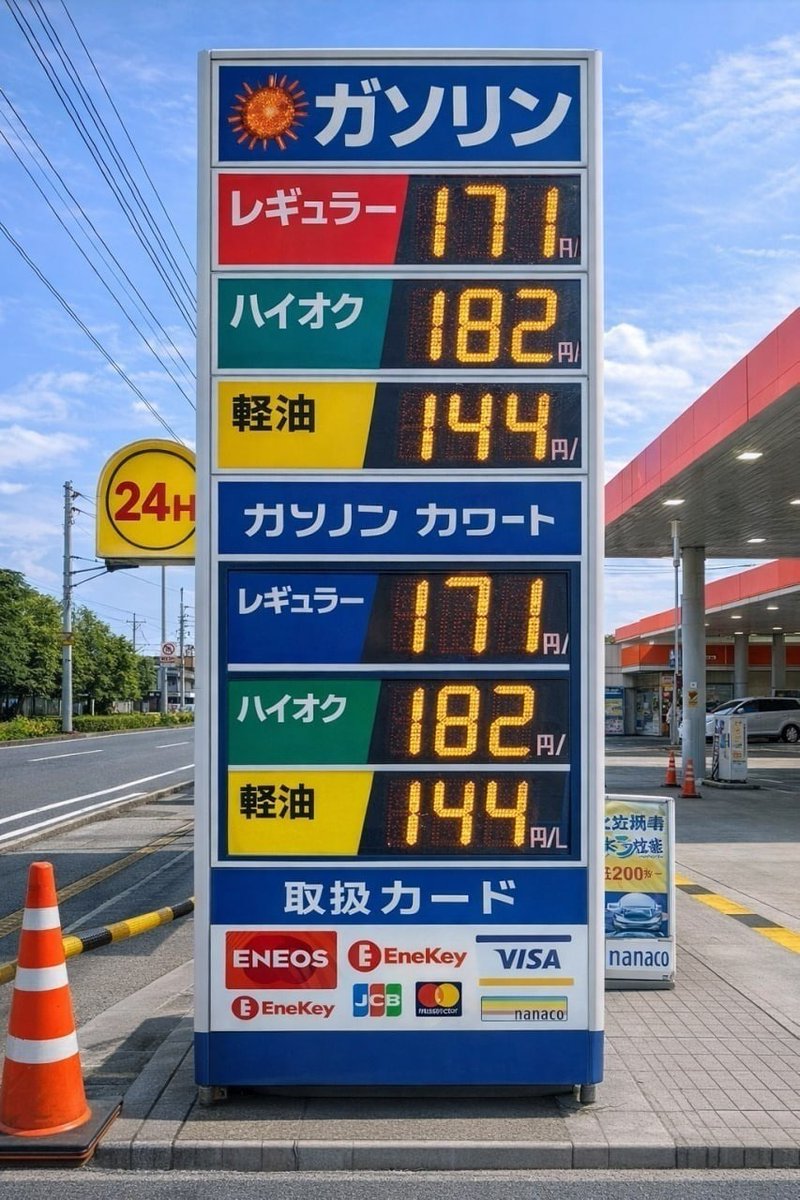 ガソリン
レギュラー 171 円/
ハイオク 182 円/
軽油 144 円/
24H
ガソノン カワート
レギュラー 171 円/
ハイオク 182 円/
軽油 144 円/L
取扱カード
ENEOS EneKey VISA
EneKey JCB nanaco
200
nanaco